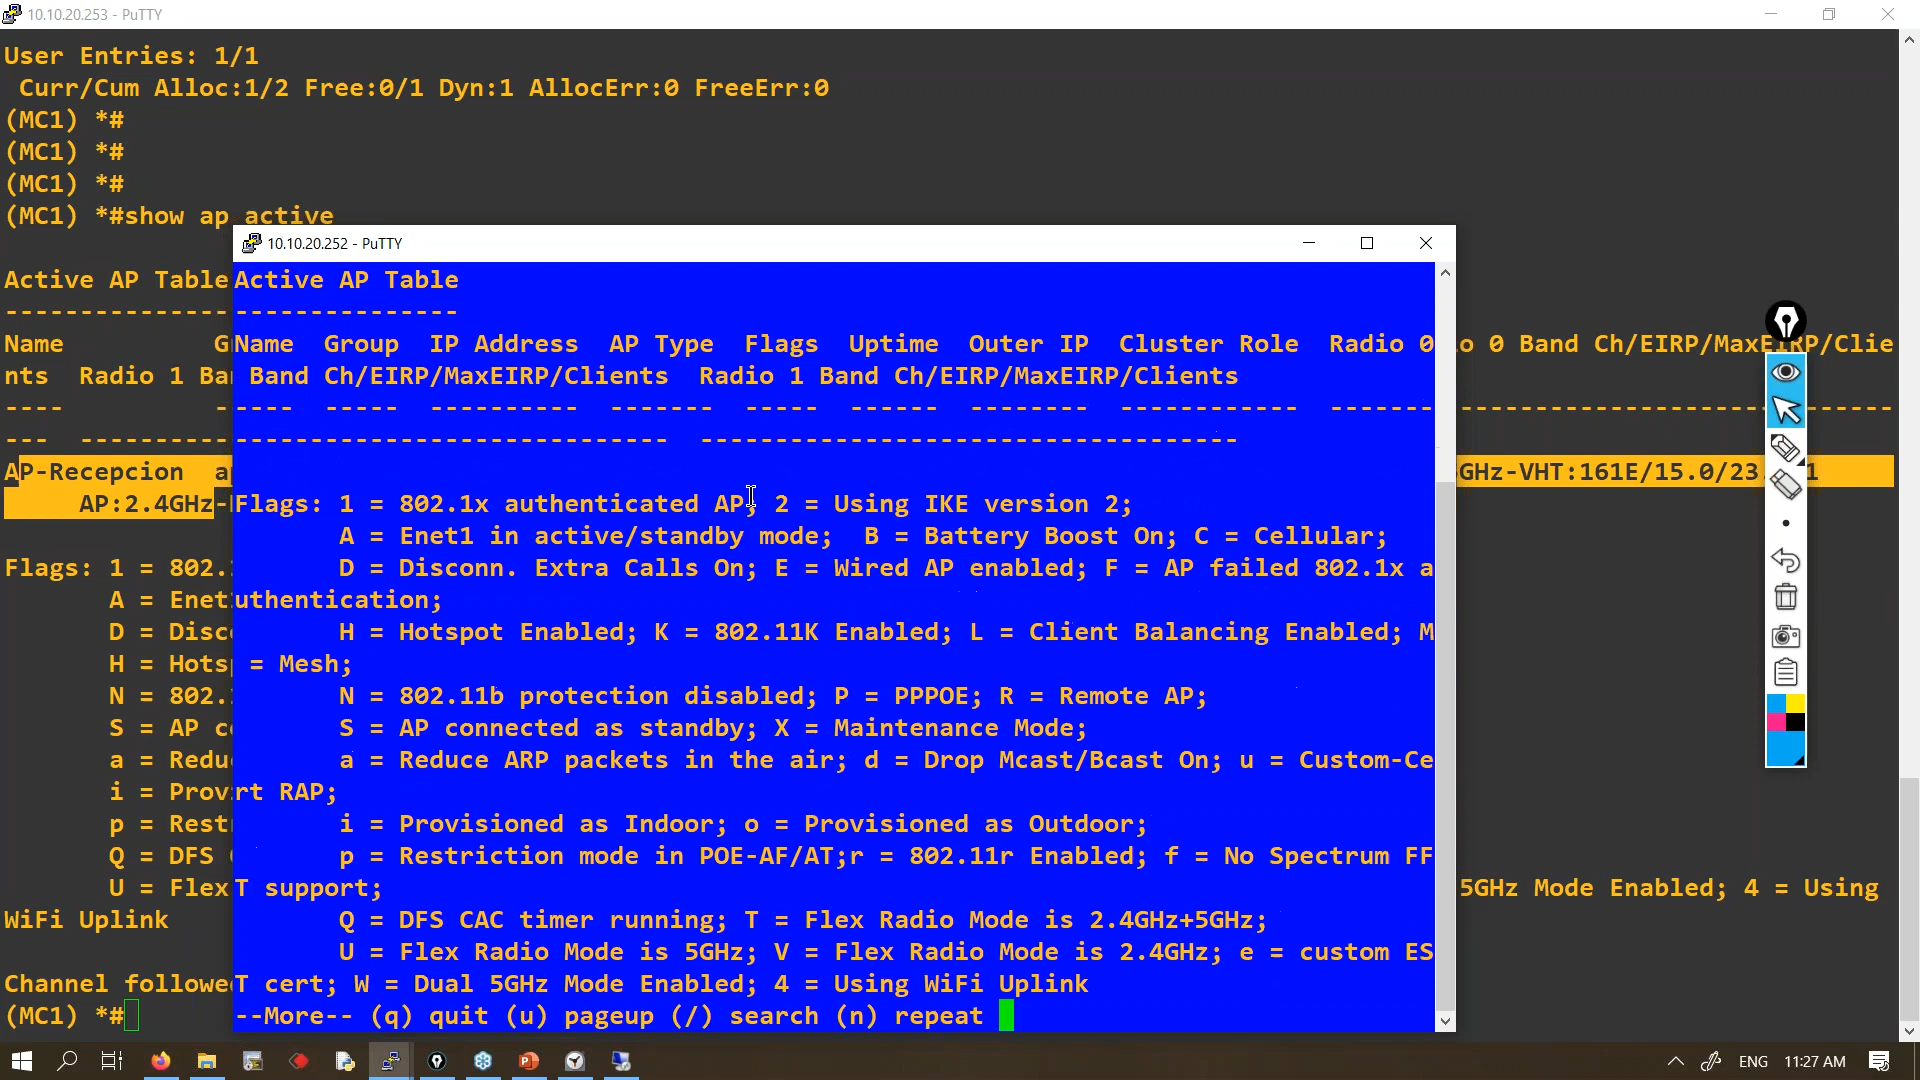 10.10.20.253 - PuTTY
User Entries: 1/1
Curr/Cum Alloc:1/2 Free:0/1 Dyn:1 AllocErr:0 FreeErr:0
(MC1) *#
(MC1) *#
(MC1) *#
(MC1) *#show ap active
Active AP Table
---------------
Name
nts Radio 1
io 0 Band Ch/EIRP/MaxEIRP/Clie
AP-Recepcion
GHz-VHT:161E/15.0/23
AP:2.4GHz-
Flags: 1 = 802.
A = Enet
D = Disc
H = Hots
N = 802.
S = AP c
a = Redu
i = Prov
p = Rest
Q = DFS
U = Flex
5GHz Mode Enabled; 4 = Using
WiFi Uplink
Channel followe
(MC1) *#
10.10.20.252 - PuTTY
Active AP Table
---------------
Name Group IP Address AP Type Flags Uptime Outer IP Cluster Role Radio 0
Band Ch/EIRP/MaxEIRP/Clients Radio 1 Band Ch/EIRP/MaxEIRP/Clients
---- ----- ---------- ------- ----- ------ -------- ------------ -------
----------------------------- ------------------------------------
Flags: 1 = 802.1x authenticated AP; 2 = Using IKE version 2;
A = Enet1 in active/standby mode; B = Battery Boost On; C = Cellular;
D = Disconn. Extra Calls On; E = Wired AP enabled; F = AP failed 802.1x a
uthentication;
H = Hotspot Enabled; K = 802.11K Enabled; L = Client Balancing Enabled; M
= Mesh;
N = 802.11b protection disabled; P = PPPOE; R = Remote AP;
S = AP connected as standby; X = Maintenance Mode;
a = Reduce ARP packets in the air; d = Drop Mcast/Bcast On; u = Custom-Ce
rt RAP;
i = Provisioned as Indoor; o = Provisioned as Outdoor;
p = Restriction mode in POE-AF/AT;r = 802.11r Enabled; f = No Spectrum FF
T support;
Q = DFS CAC timer running; T = Flex Radio Mode is 2.4GHz+5GHz;
U = Flex Radio Mode is 5GHz; V = Flex Radio Mode is 2.4GHz; e = custom ES
T cert; W = Dual 5GHz Mode Enabled; 4 = Using WiFi Uplink
--More-- (q) quit (u) pageup (/) search (n) repeat
ENG 11:27 AM